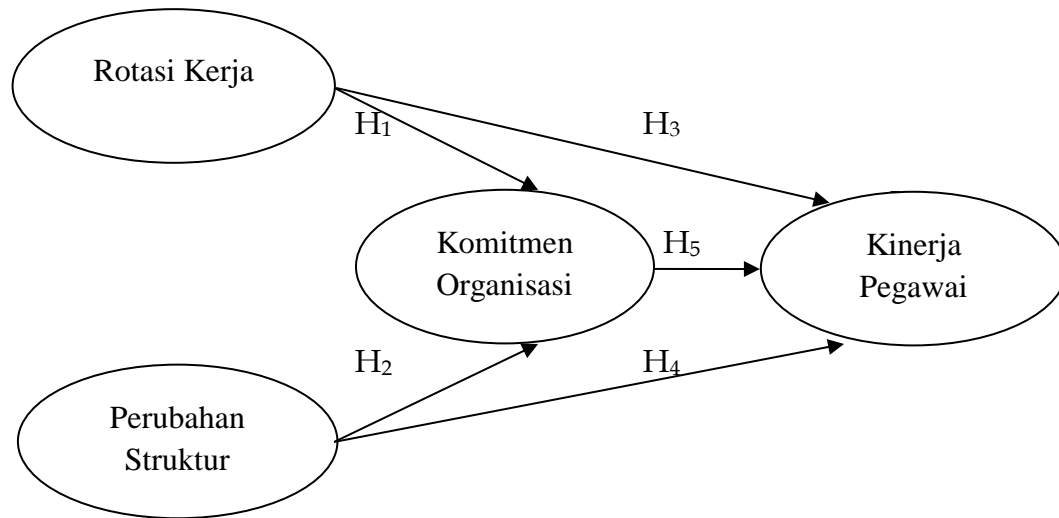 Rotasi Kerja
H₁
H₃
Komitmen
Organisasi
H₅
Kinerja
Pegawai
H₂
H₄
Perubahan
Struktur